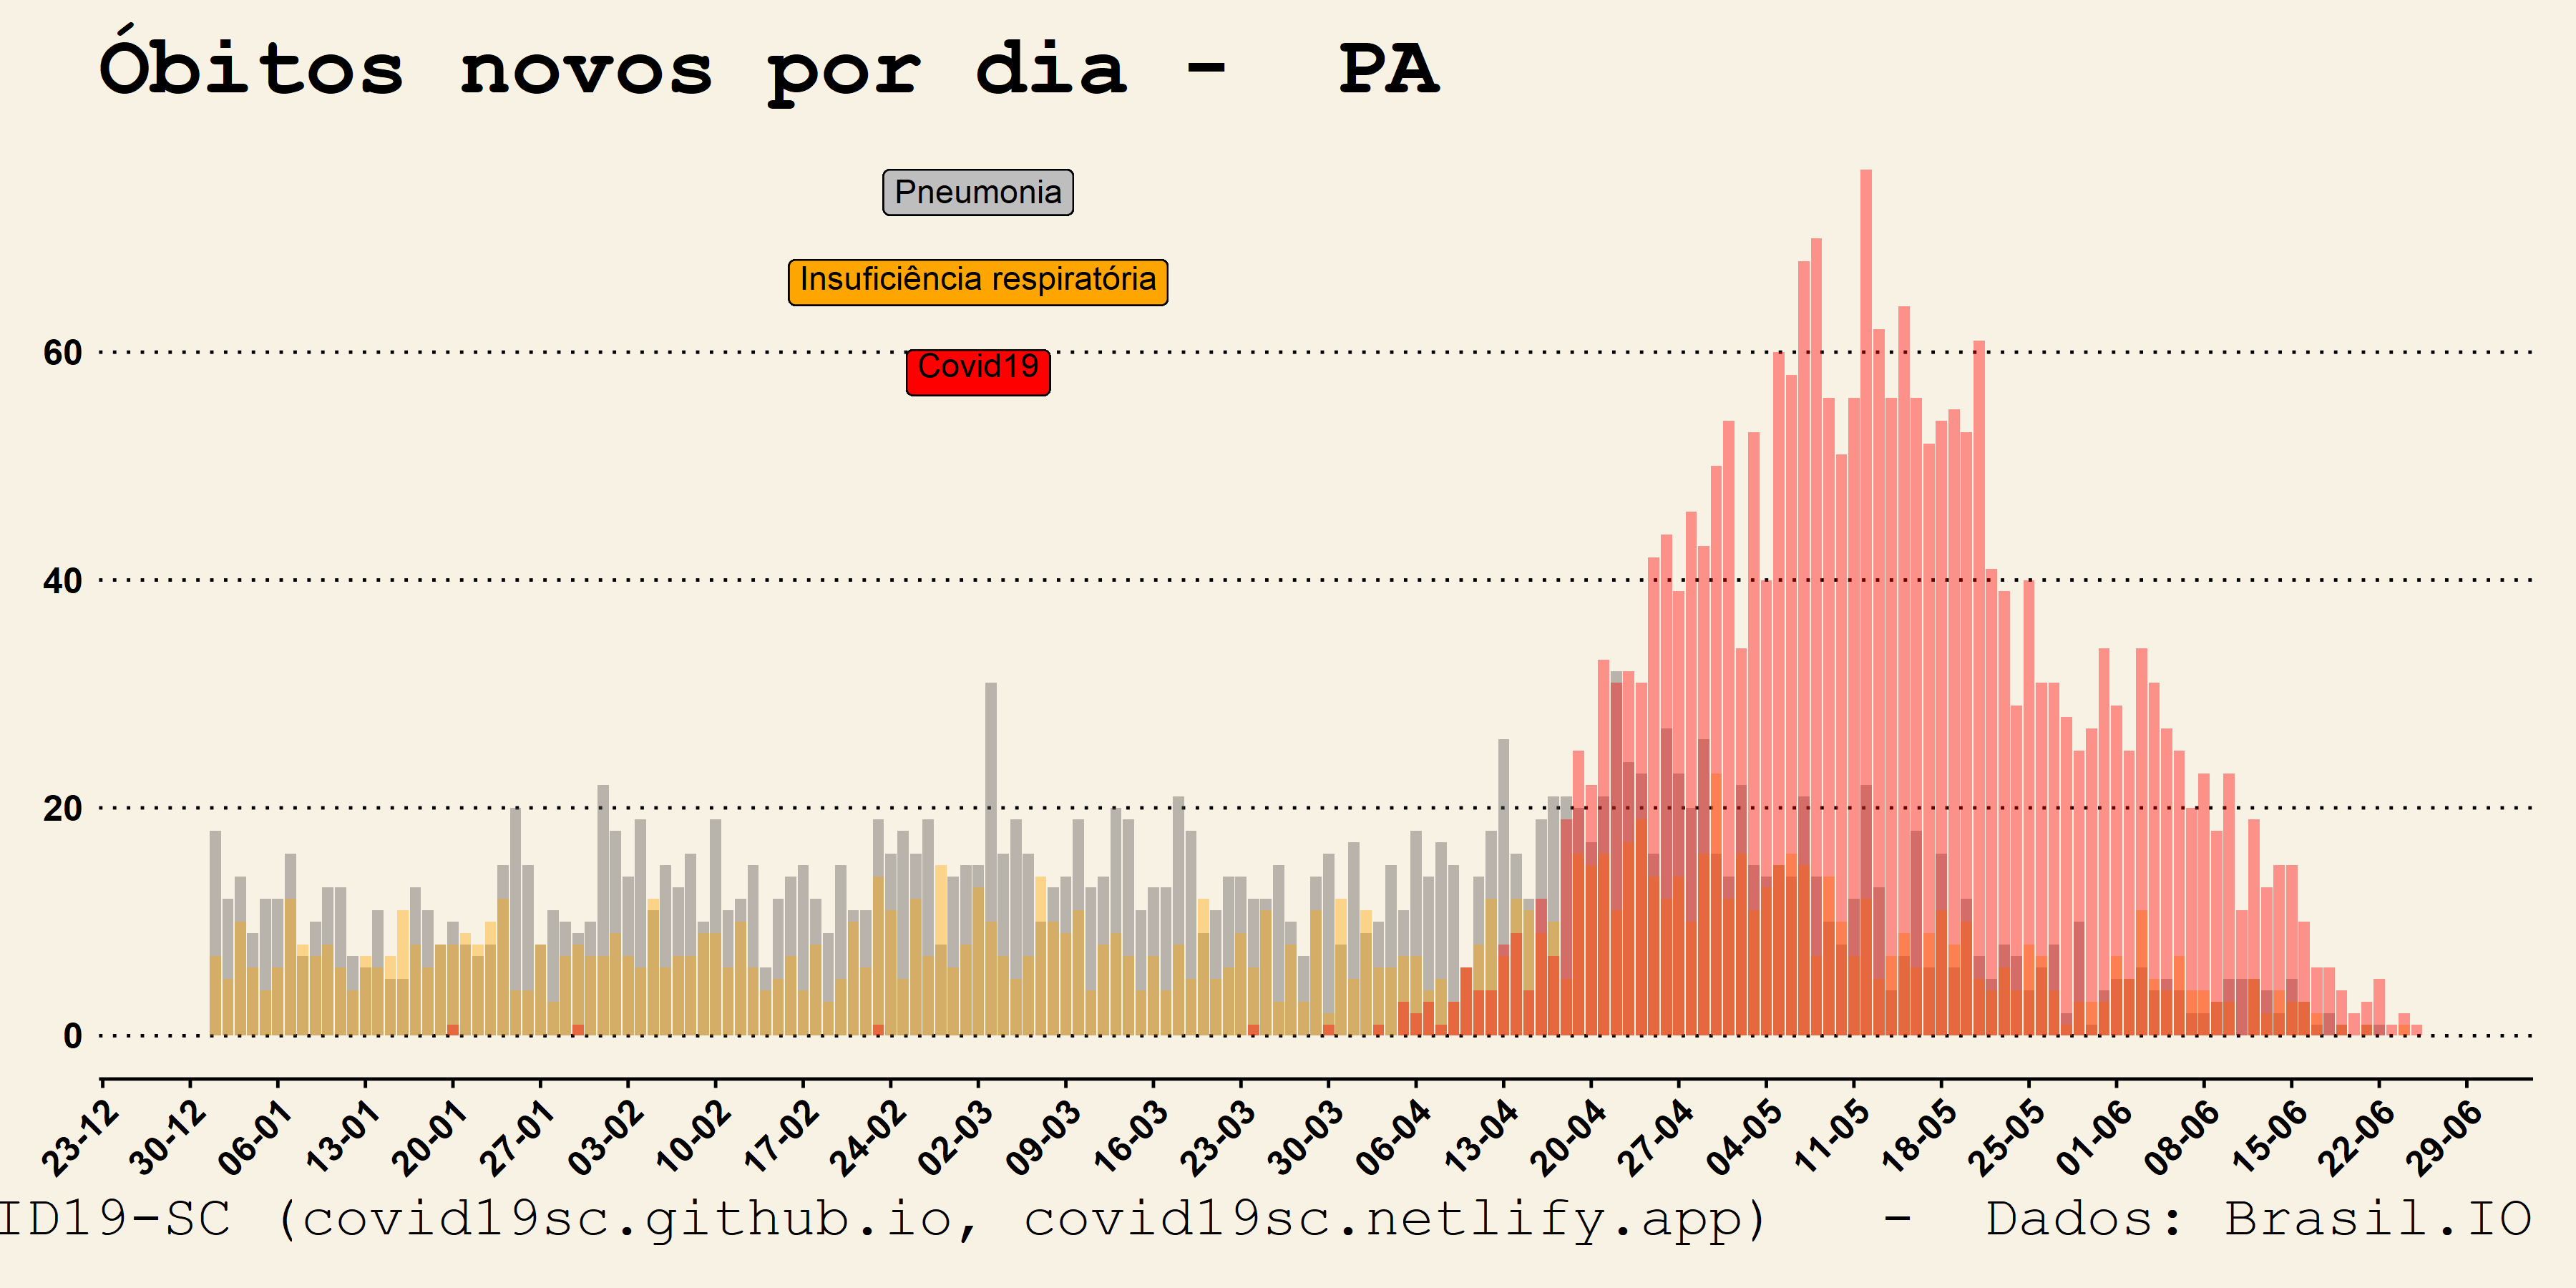 Óbitos novos por dia - PA
Pneumonia
Insuficiência respiratória
Covid19
60
40
20
0
23-12 30-12 06-01 13-01 20-01 27-01 03-02 10-02 17-02 24-02 02-03 09-03 16-03 23-03 30-03 06-04 13-04 20-04 27-04 04-05 11-05 18-05 25-05 01-06 08-06 15-06 22-06 29-06
ID19-SC (covid19sc.github.io, covid19sc.netlify.app) - Dados: Brasil.IO